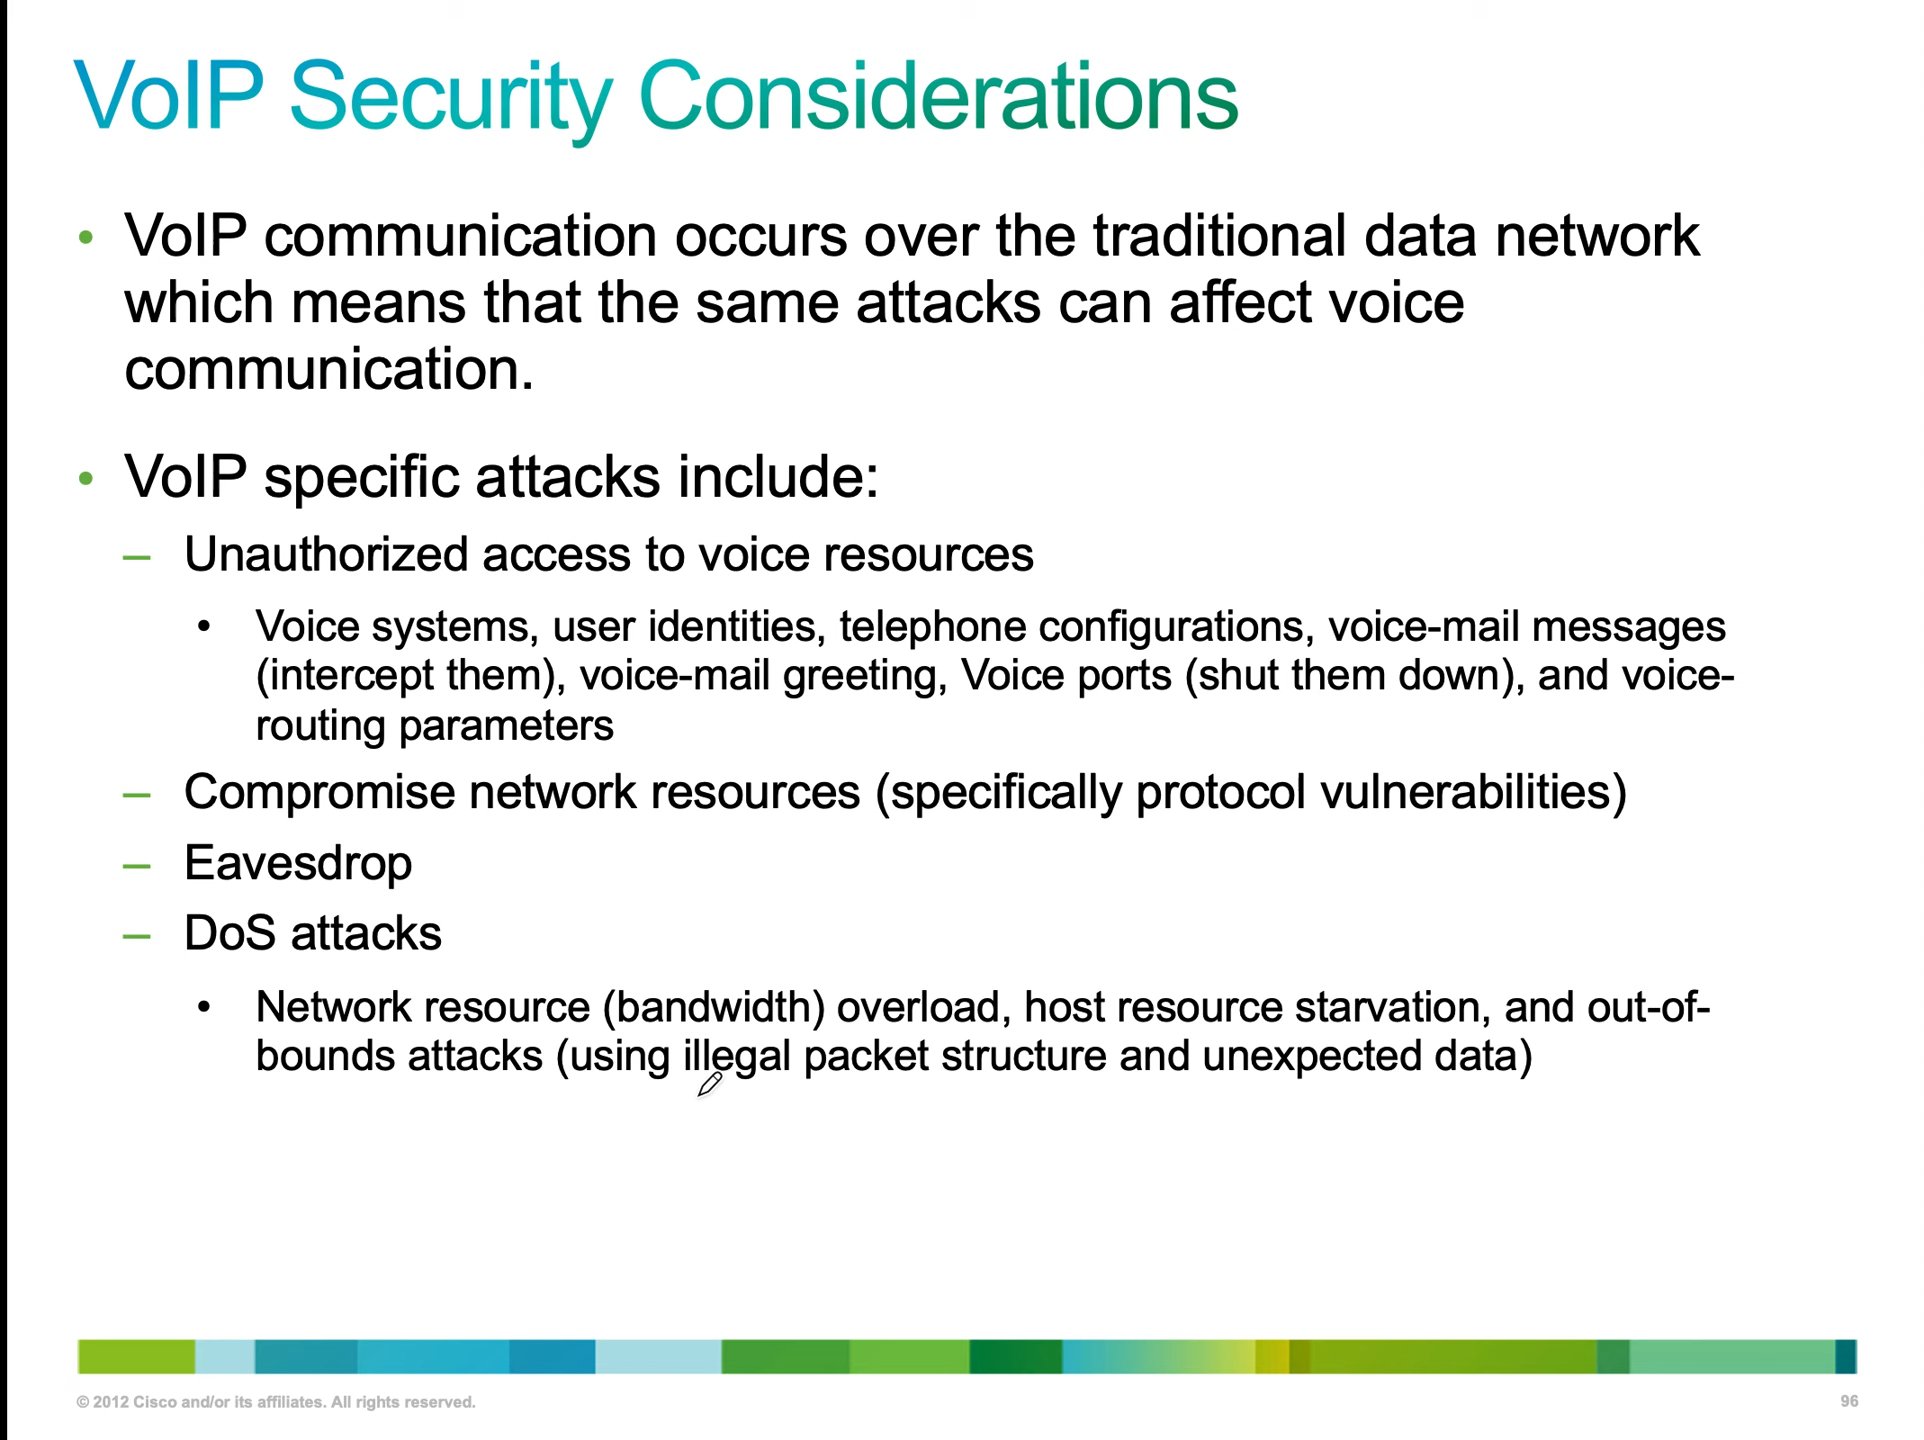 VoIP Security Considerations
• VoIP communication occurs over the traditional data network
which means that the same attacks can affect voice
communication.
• VoIP specific attacks include:
– Unauthorized access to voice resources
• Voice systems, user identities, telephone configurations, voice-mail messages
(intercept them), voice-mail greeting, Voice ports (shut them down), and voice-
routing parameters
– Compromise network resources (specifically protocol vulnerabilities)
– Eavesdrop
– DoS attacks
• Network resource (bandwidth) overload, host resource starvation, and out-of-
bounds attacks (using illegal packet structure and unexpected data)
© 2012 Cisco and/or its affiliates. All rights reserved.
96